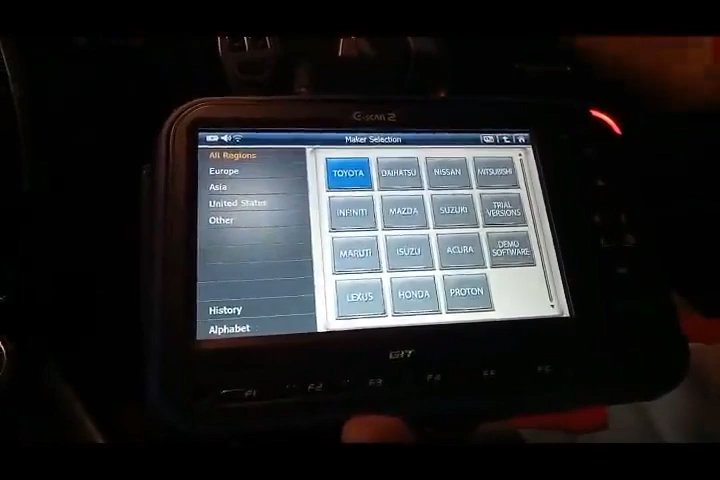 G-scan 2
Maker Selection
All Regions
Europe
Asia
United States
Other
History
Alphabet
TOYOTA
DAIHATSU
NISSAN
MITSUBISHI
INFINITI
MAZDA
SUZUKI
TRIAL
VERSIONS
MARUTI
ISUZU
ACURA
DEMO
SOFTWARE
LEXUS
HONDA
PROTON
GIT
F1
F2
F3
F4
F5
F6